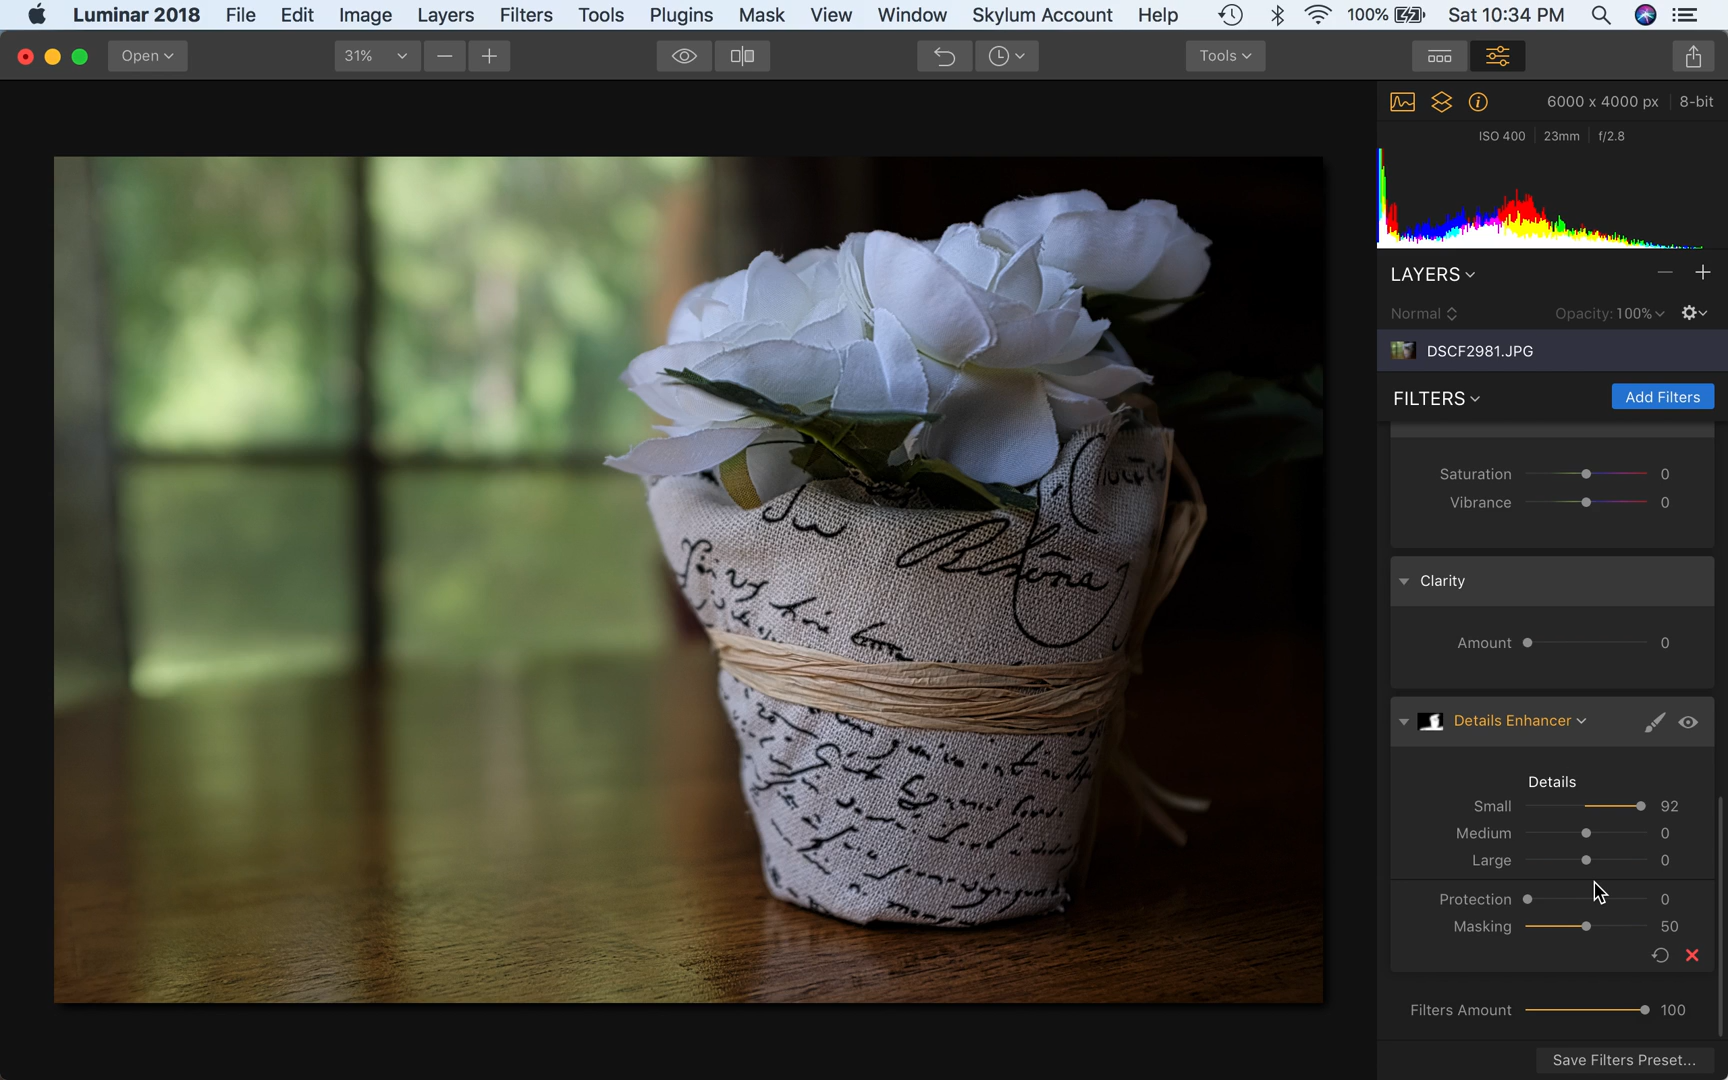 Luminar 2018 File Edit Image Layers Filters Tools Plugins Mask View Window Skylum Account Help 100% Sat 10:34 PM
Open 31% Tools
6000 x 4000 px 8-bit
ISO 400 23mm f/2.8
LAYERS
Normal Opacity: 100%
DSCF2981.JPG
FILTERS Add Filters
Saturation 0
Vibrance 0
Clarity
Amount 0
Details Enhancer
Details
Small 92
Medium 0
Large 0
Protection 0
Masking 50
Filters Amount 100
Save Filters Preset...